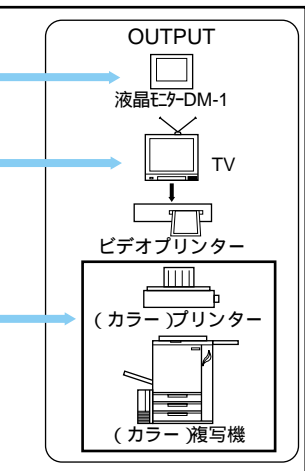 OUTPUT
液晶ﾓﾆﾀｰDM-1
TV
ビデオプリンター
(カラー)プリンター
(カラー)複写機